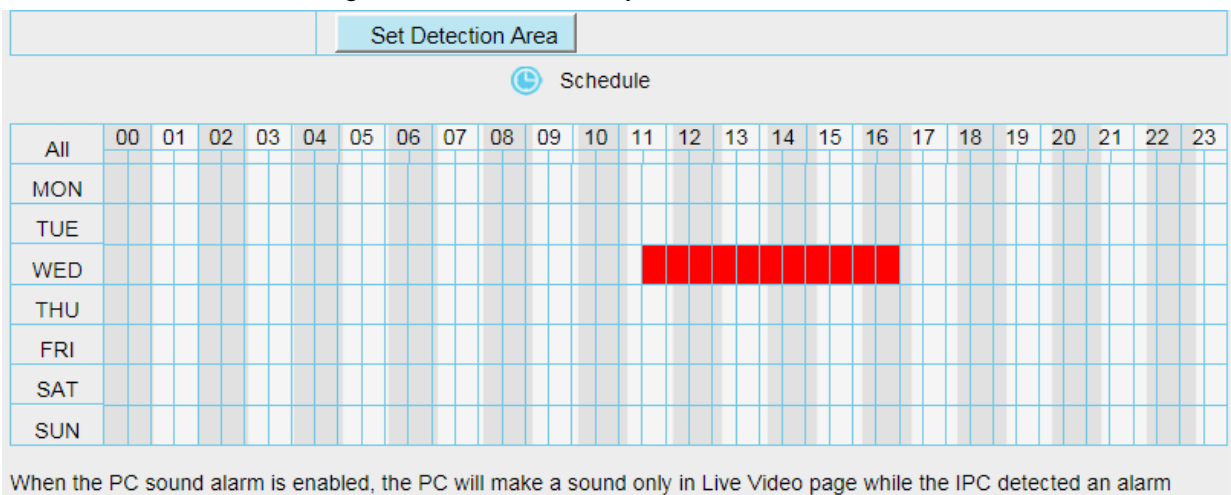 Set Detection Area
Schedule
All 00 01 02 03 04 05 06 07 08 09 10 11 12 13 14 15 16 17 18 19 20 21 22 23
MON
TUE
WED
THU
FRI
SAT
SUN
When the PC sound alarm is enabled, the PC will make a sound only in Live Video page while the IPC detected an alarm